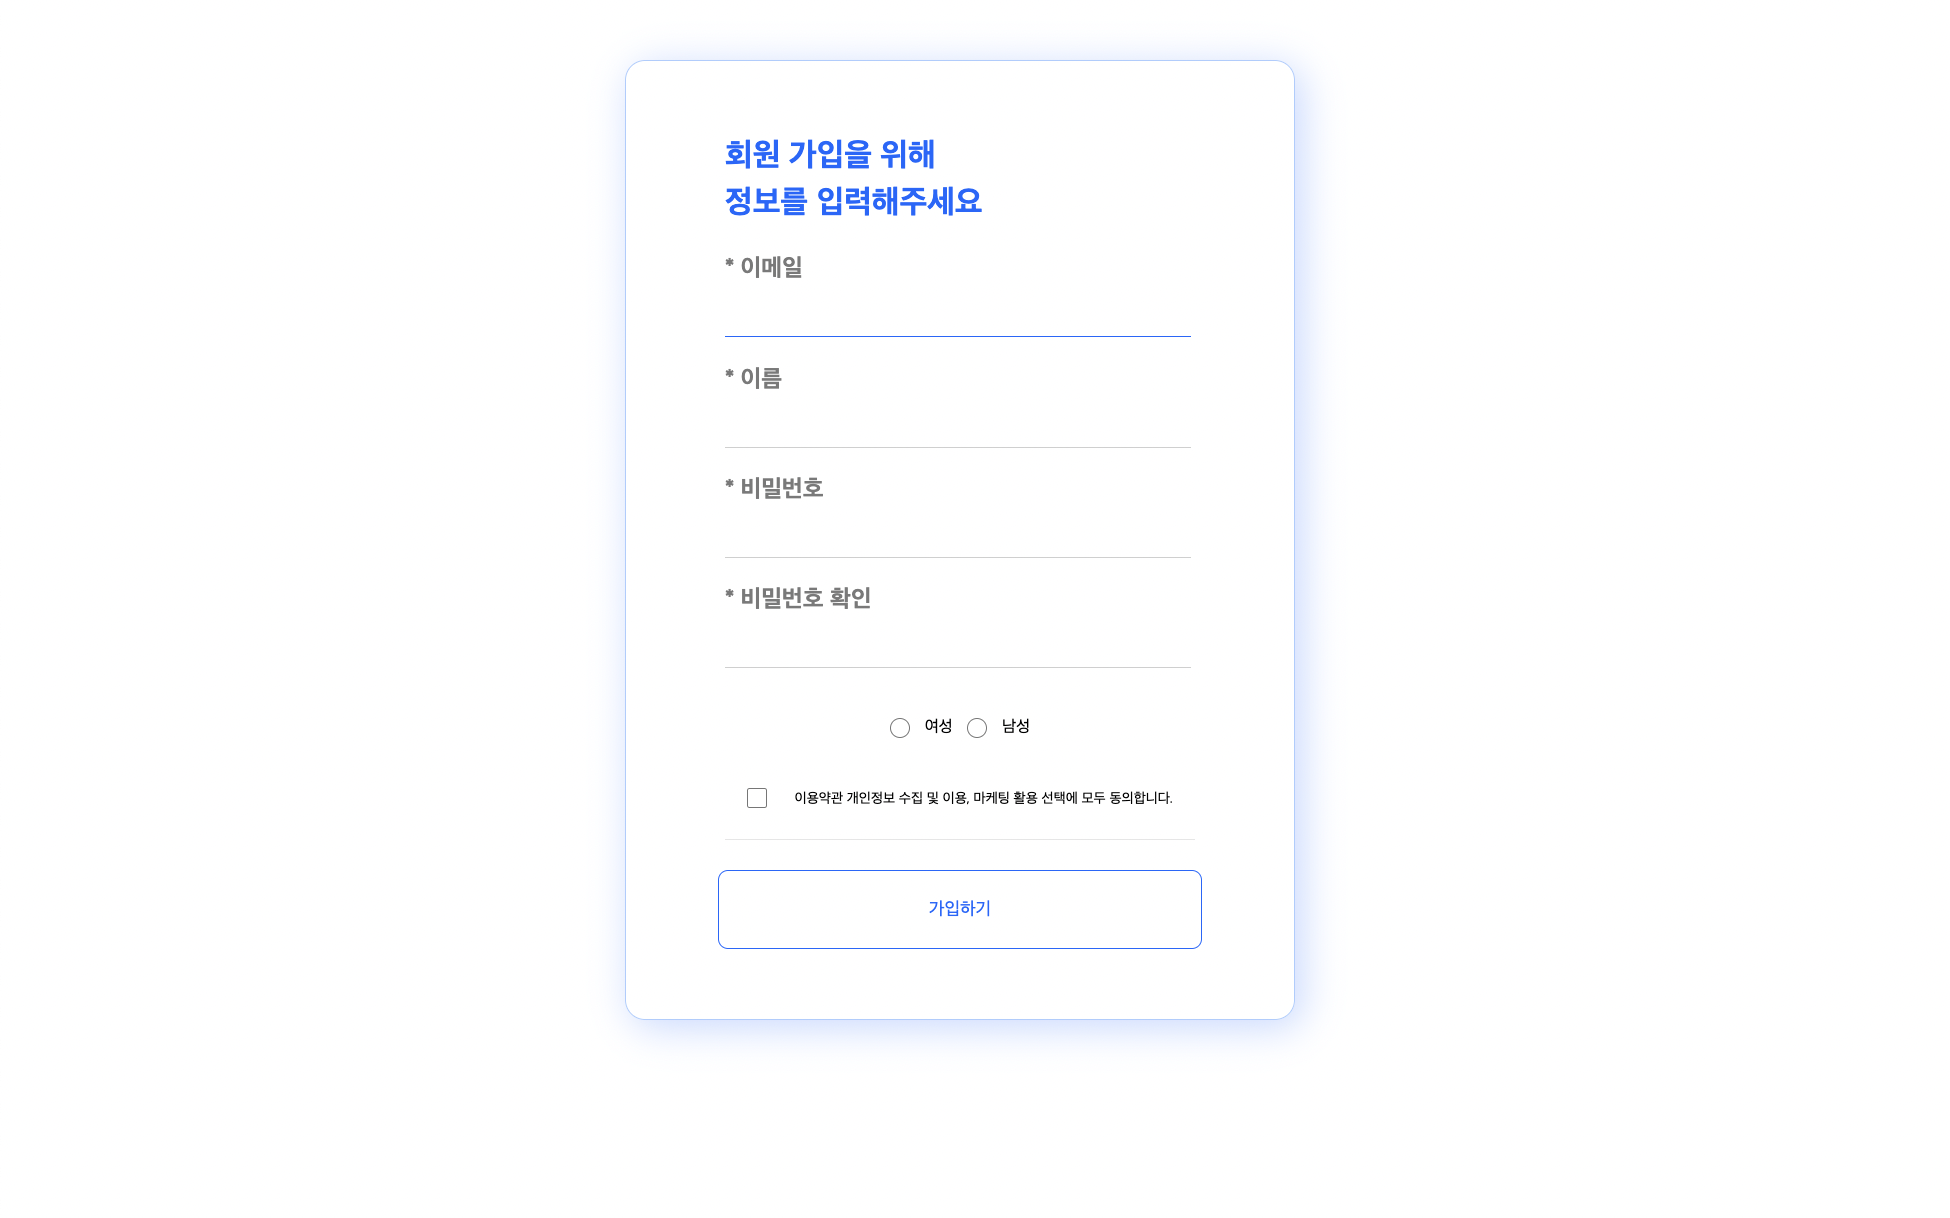 회원 가입을 위해
정보를 입력해주세요
* 이메일
* 이름
* 비밀번호
* 비밀번호 확인
여성 남성
이용약관 개인정보 수집 및 이용, 마케팅 활용 선택에 모두 동의합니다.
가입하기